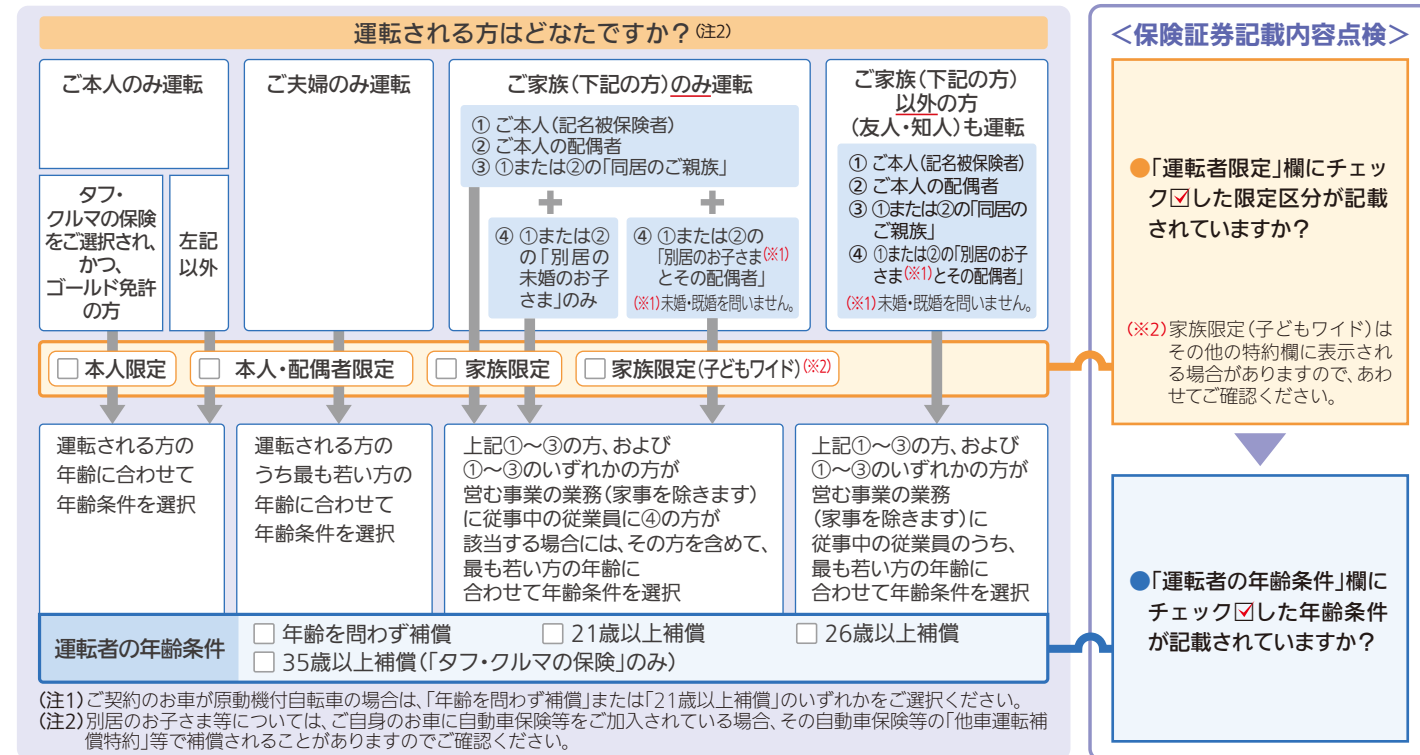 運転される方はどなたですか？(注2)
ご本人のみ運転
タフ・
クルマの保険
をご選択され、
かつ、
ゴールド免許
の方
左記
以外
ご夫婦のみ運転
ご家族(下記の方)のみ運転
① ご本人(記名被保険者)
② ご本人の配偶者
③ ①または②の「同居のご親族」
＋
④ ①または②
の「別居の
未婚のお子
さま」のみ
＋
④ ①または②の
「別居のお子さま(※1)
とその配偶者」
(※1)未婚・既婚を問いません。
ご家族(下記の方)
以外の方
(友人・知人)も運転
① ご本人(記名被保険者)
② ご本人の配偶者
③ ①または②の「同居の
ご親族」
④ ①または②の「別居のお子
さま(※1)とその配偶者」
(※1)未婚・既婚を問いません。
□ 本人限定
□ 本人・配偶者限定
□ 家族限定
□ 家族限定(子どもワイド)(※2)
運転される方の
年齢に合わせて
年齢条件を選択
運転される方の
うち最も若い方の
年齢に合わせて
年齢条件を選択
上記①～③の方、および
①～③のいずれかの方が
営む事業の業務(家事を除きます)
に従事中の従業員に④の方が
該当する場合には、その方を含めて、
最も若い方の年齢に
合わせて年齢条件を選択
上記①～③の方、および
①～③のいずれかの方が
営む事業の業務
(家事を除きます)に
従事中の従業員のうち、
最も若い方の年齢に
合わせて年齢条件を選択
運転者の年齢条件
□ 年齢を問わず補償
□ 21歳以上補償
□ 26歳以上補償
□ 35歳以上補償(「タフ・クルマの保険」のみ)
(注1)ご契約のお車が原動機付自転車の場合は、「年齢を問わず補償」または「21歳以上補償」のいずれかをご選択ください。
(注2)別居のお子さま等については、ご自身のお車に自動車保険等をご加入されている場合、その自動車保険等の「他車運転補
償特約」等で補償されることがありますのでご確認ください。
＜保険証券記載内容点検＞
●「運転者限定」欄にチェッ
ク☑した限定区分が記載
されていますか？
(※2)家族限定(子どもワイド)は
その他の特約欄に表示され
る場合がありますので、あわ
せてご確認ください。
●「運転者の年齢条件」欄に
チェック☑した年齢条件
が記載されていますか？